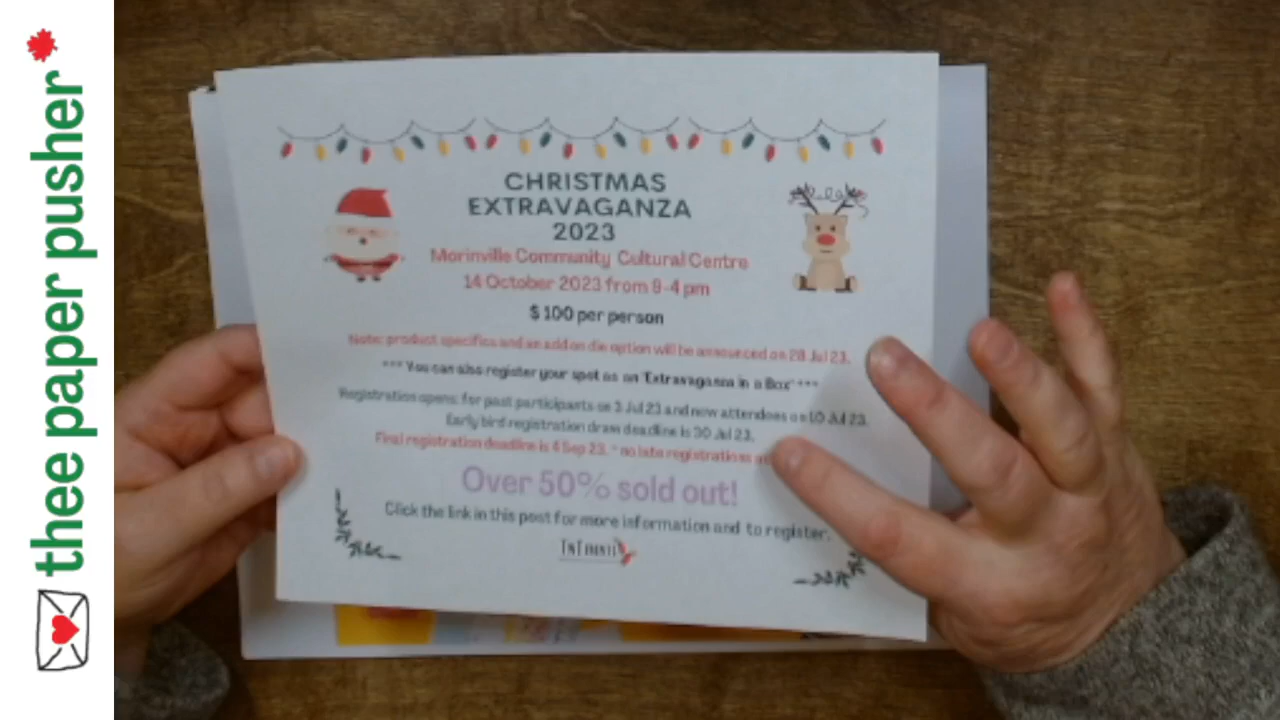 thee paper pusher
CHRISTMAS
EXTRAVAGANZA
2023
Morinville Community Cultural Centre
14 October 2023 from 9-4 pm
$100 per person
Note: product specifics and an add on die option will be announced on 28 Jul 23.
*** You can also register your spot as an "Extravaganza in a Box" ***
Registration opens: for past participants on 3 Jul 23 and new attendees on 10 Jul 23.
Early bird registration draw deadline is 30 Jul 23.
Final registration deadline is 4 Sep 23. * no late registrations
Over 50% sold out!
Click the link in this post for more information and to register.